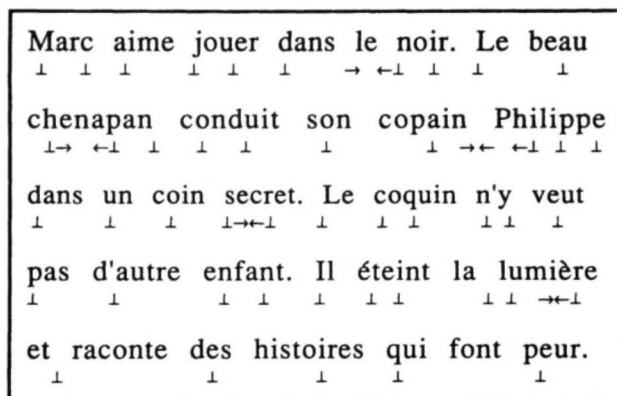 Marc aime jouer dans le noir. Le beau
chenapan conduit son copain Philippe
dans un coin secret. Le coquin n'y veut
pas d'autre enfant. Il éteint la lumière
et raconte des histoires qui font peur.